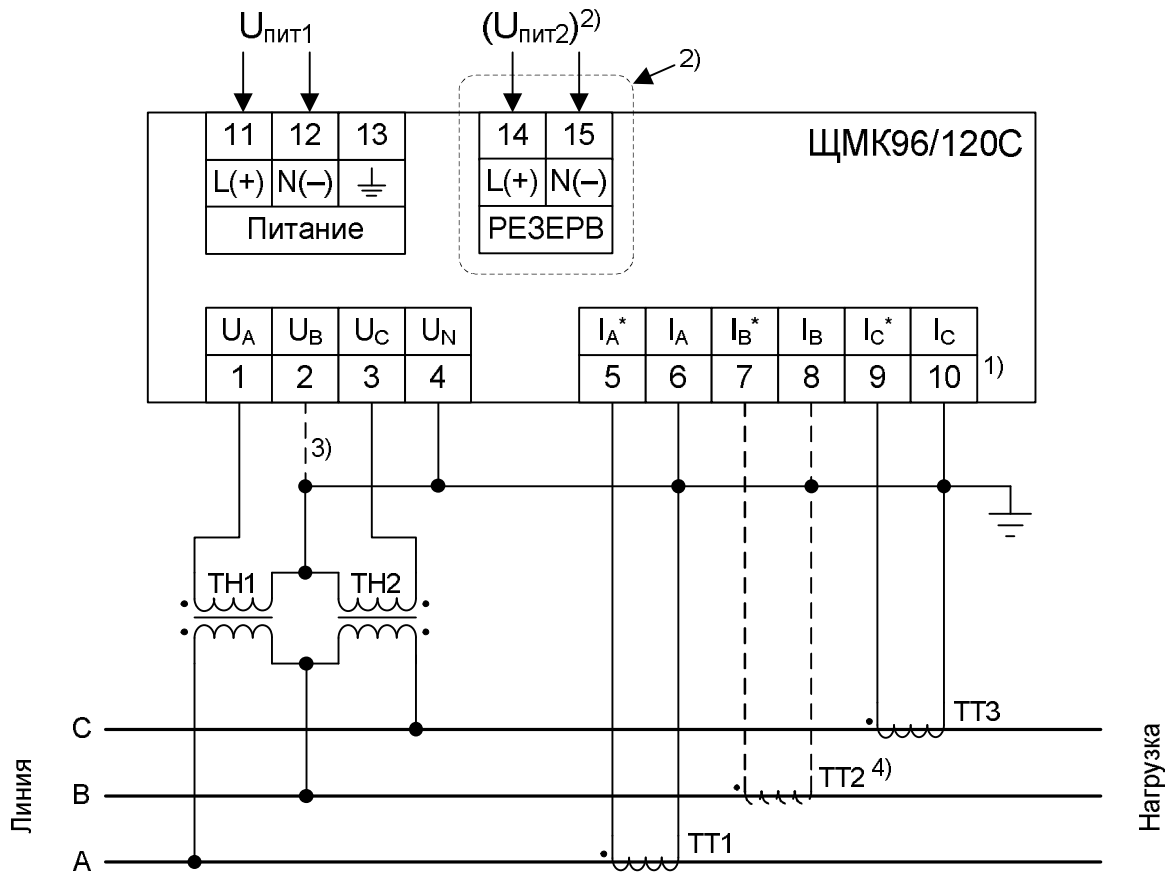 Uпит1 (Uпит2)2) 2)
11 12 13 14 15 ЩМК96/120С
L(+) N(–) L(+) N(–)
Питание РЕЗЕРВ
UA UB UC UN IA* IA IB* IB IC* IC
1 2 3 4 5 6 7 8 9 10 1)
3)
ТН1 ТН2
C ТТ3
B ТТ2 4)
A ТТ1
Линия
Нагрузка